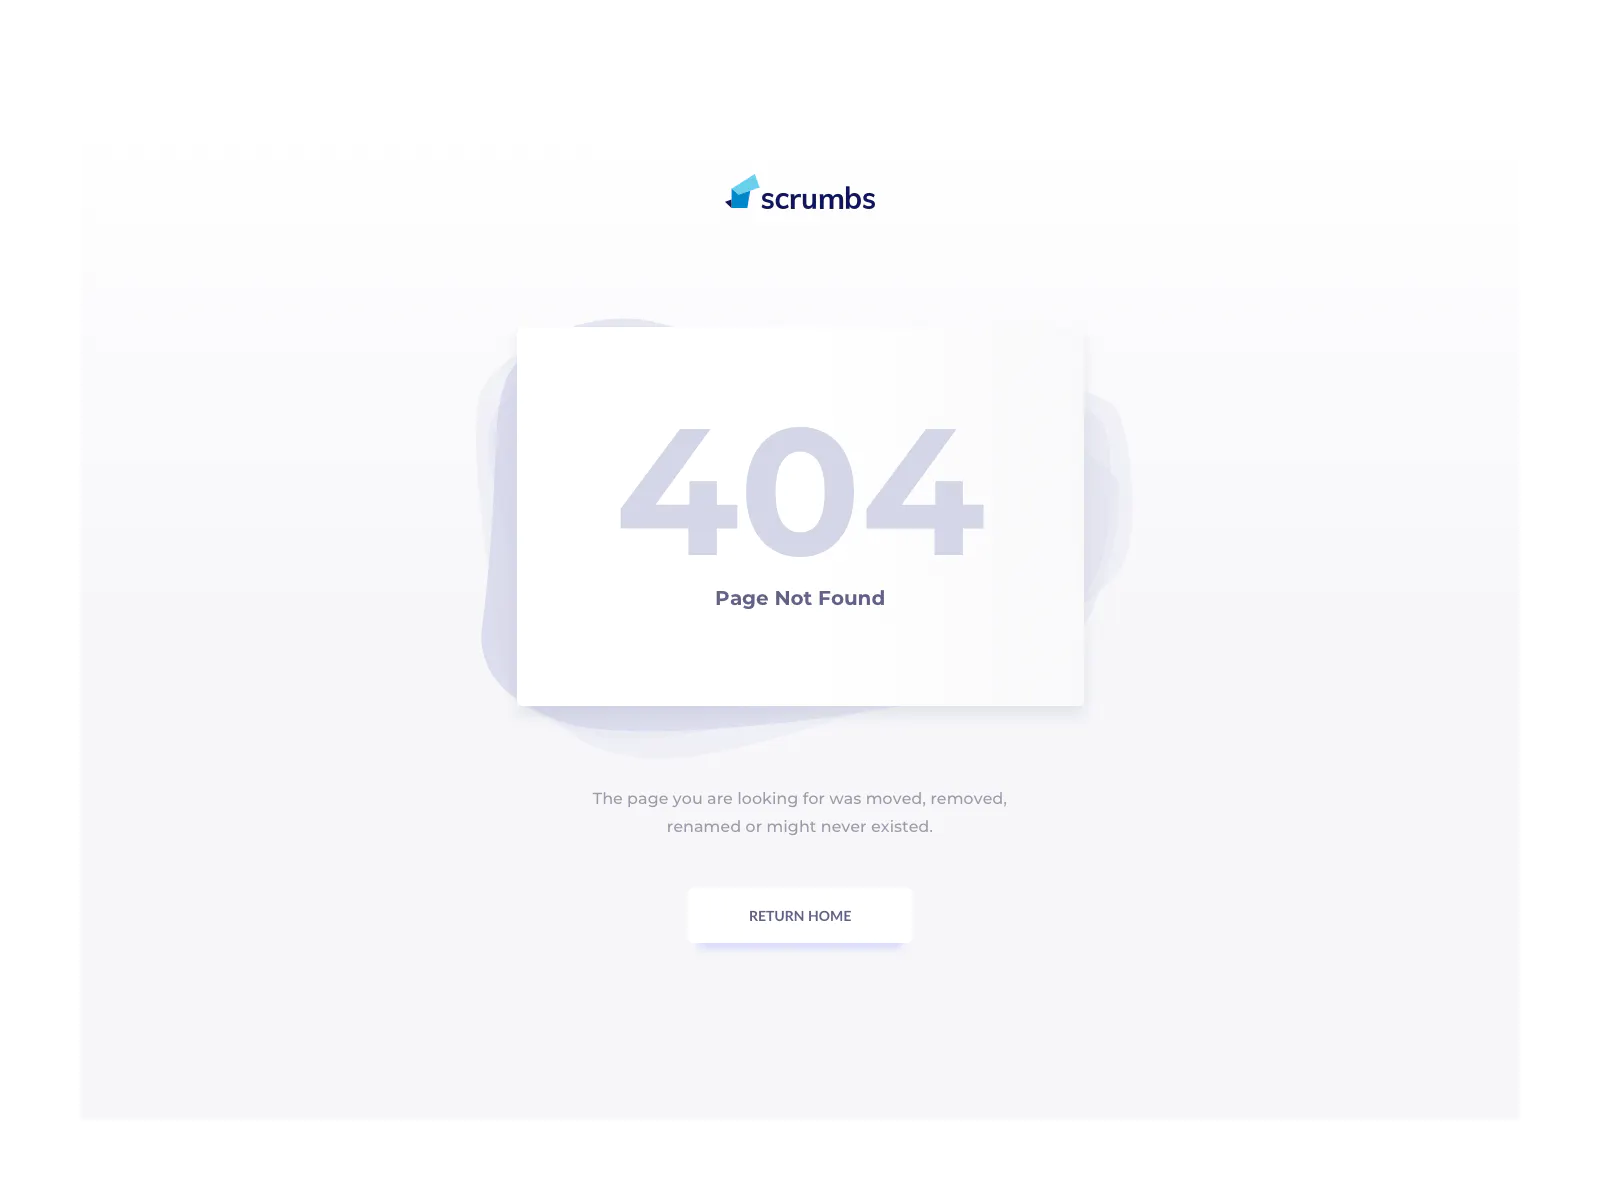 scrumbs
404
Page Not Found
The page you are looking for was moved, removed,
renamed or might never existed.
RETURN HOME